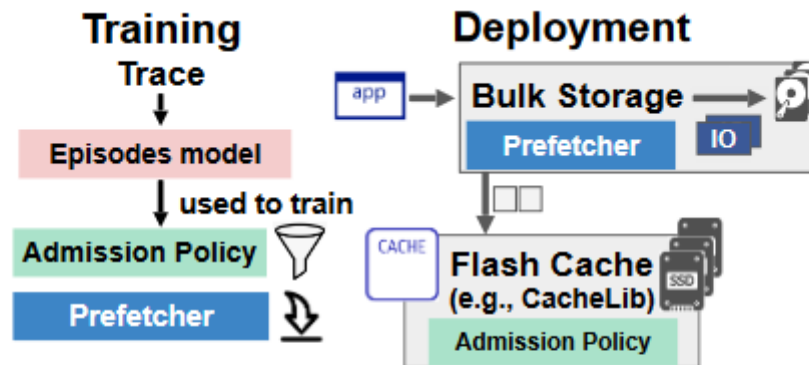 Training
Trace
Episodes model
used to train
Admission Policy
Prefetcher
Deployment
app
Bulk Storage
Prefetcher
IO
CACHE
Flash Cache
(e.g., CacheLib)
SSD
Admission Policy